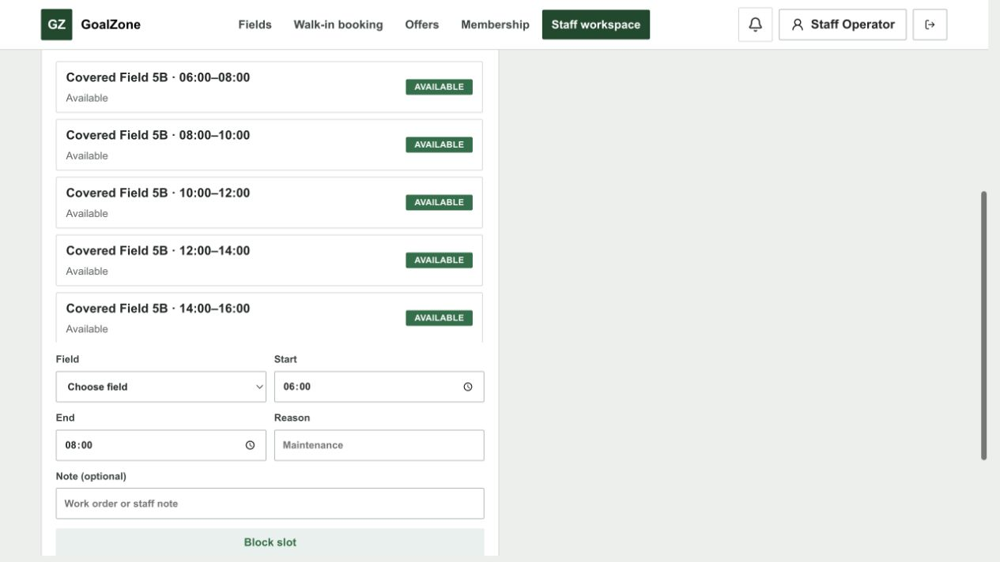 GZ GoalZone Fields Walk-in booking Offers Membership Staff workspace Staff Operator
Covered Field 5B · 06:00–08:00
AVAILABLE
Available
Covered Field 5B · 08:00–10:00
AVAILABLE
Available
Covered Field 5B · 10:00–12:00
AVAILABLE
Available
Covered Field 5B · 12:00–14:00
AVAILABLE
Available
Covered Field 5B · 14:00–16:00
AVAILABLE
Available
Field Start
Choose field 06:00
End Reason
08:00 Maintenance
Note (optional)
Work order or staff note
Block slot